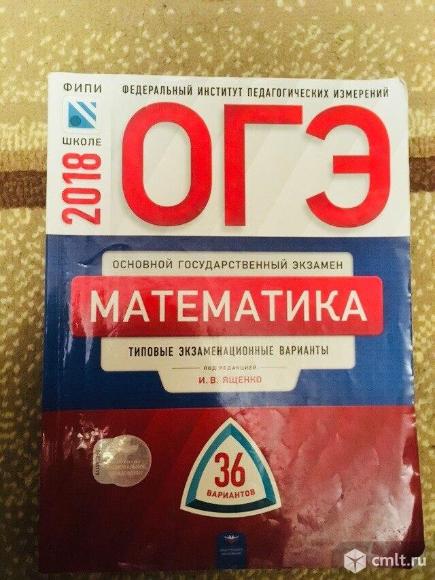 ФИПИ
ШКОЛЕ
ФЕДЕРАЛЬНЫЙ ИНСТИТУТ ПЕДАГОГИЧЕСКИХ ИЗМЕРЕНИЙ
2018
ОГЭ
ОСНОВНОЙ ГОСУДАРСТВЕННЫЙ ЭКЗАМЕН
МАТЕМАТИКА
ТИПОВЫЕ ЭКЗАМЕНАЦИОННЫЕ ВАРИАНТЫ
ПОД РЕДАКЦИЕЙ
И. В. ЯЩЕНКО
36
ВАРИАНТОВ
cmlt.ru